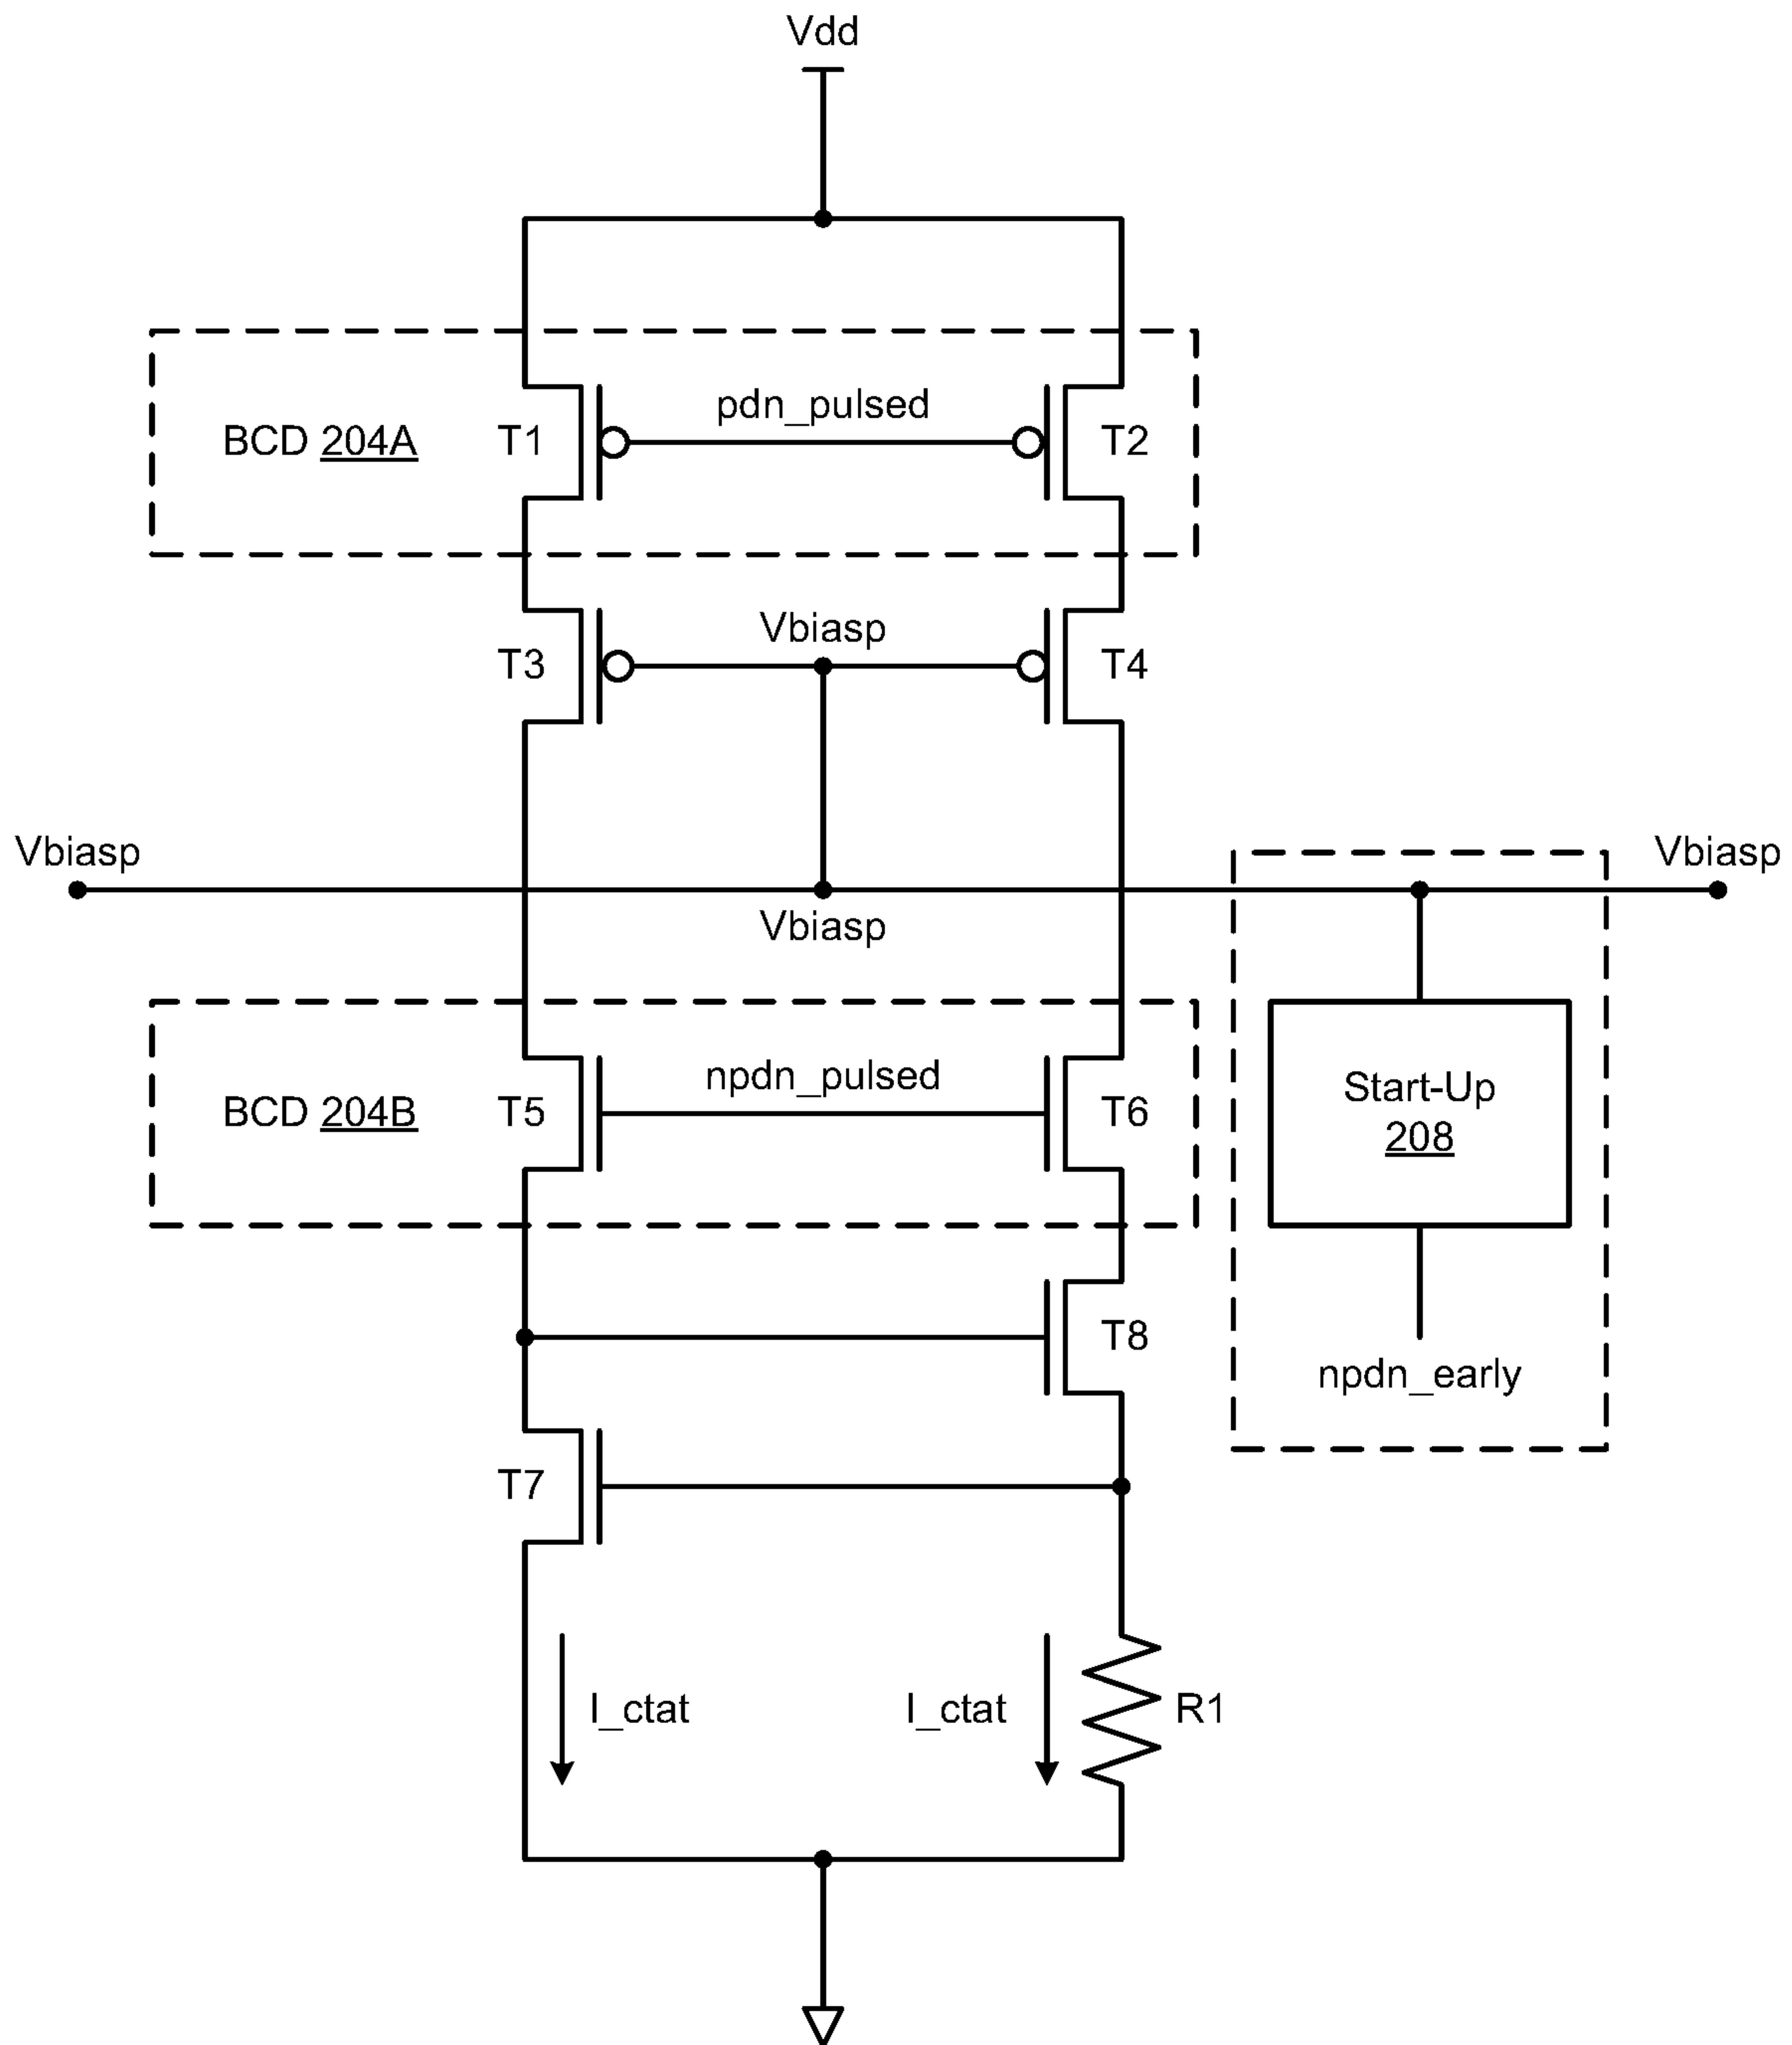 Vdd
pdn_pulsed
BCD 204A
T1
T2
Vbiasp
T3
T4
Vbiasp
Vbiasp
Vbiasp
npdn_pulsed
BCD 204B
T5
T6
Start-Up
208
T8
npdn_early
T7
I_ctat
I_ctat
R1